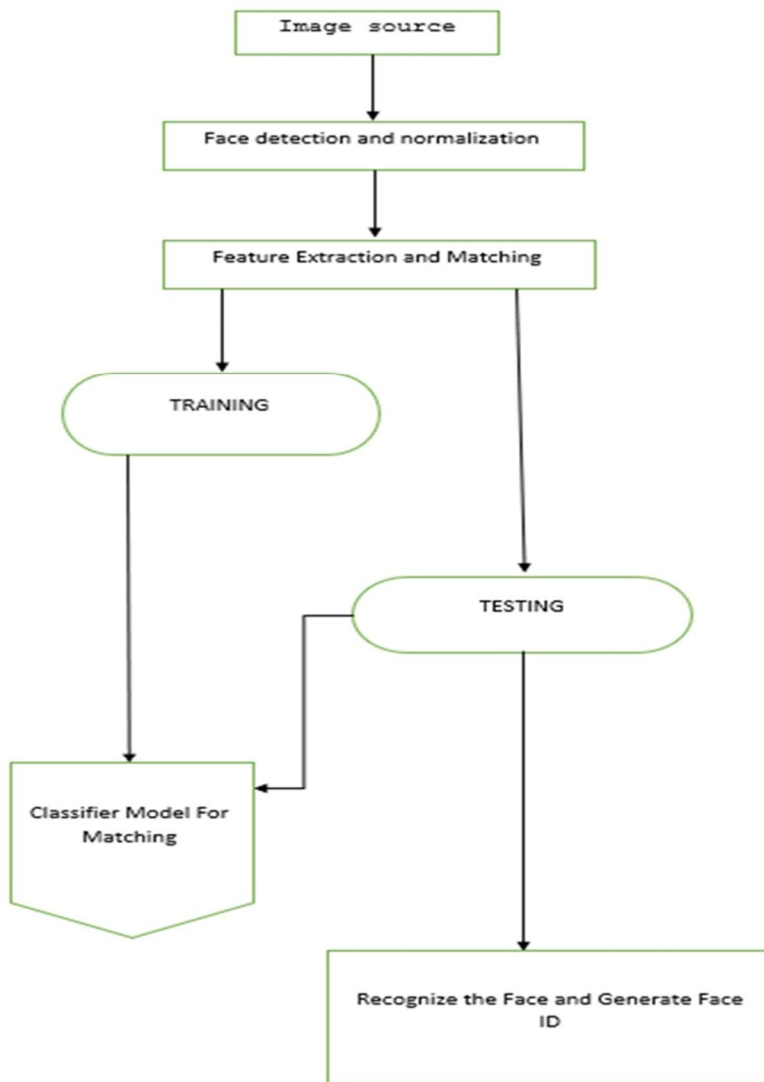 Image source
Face detection and normalization
Feature Extraction and Matching
TRAINING
TESTING
Classifier Model For
Matching
Recognize the Face and Generate Face
ID